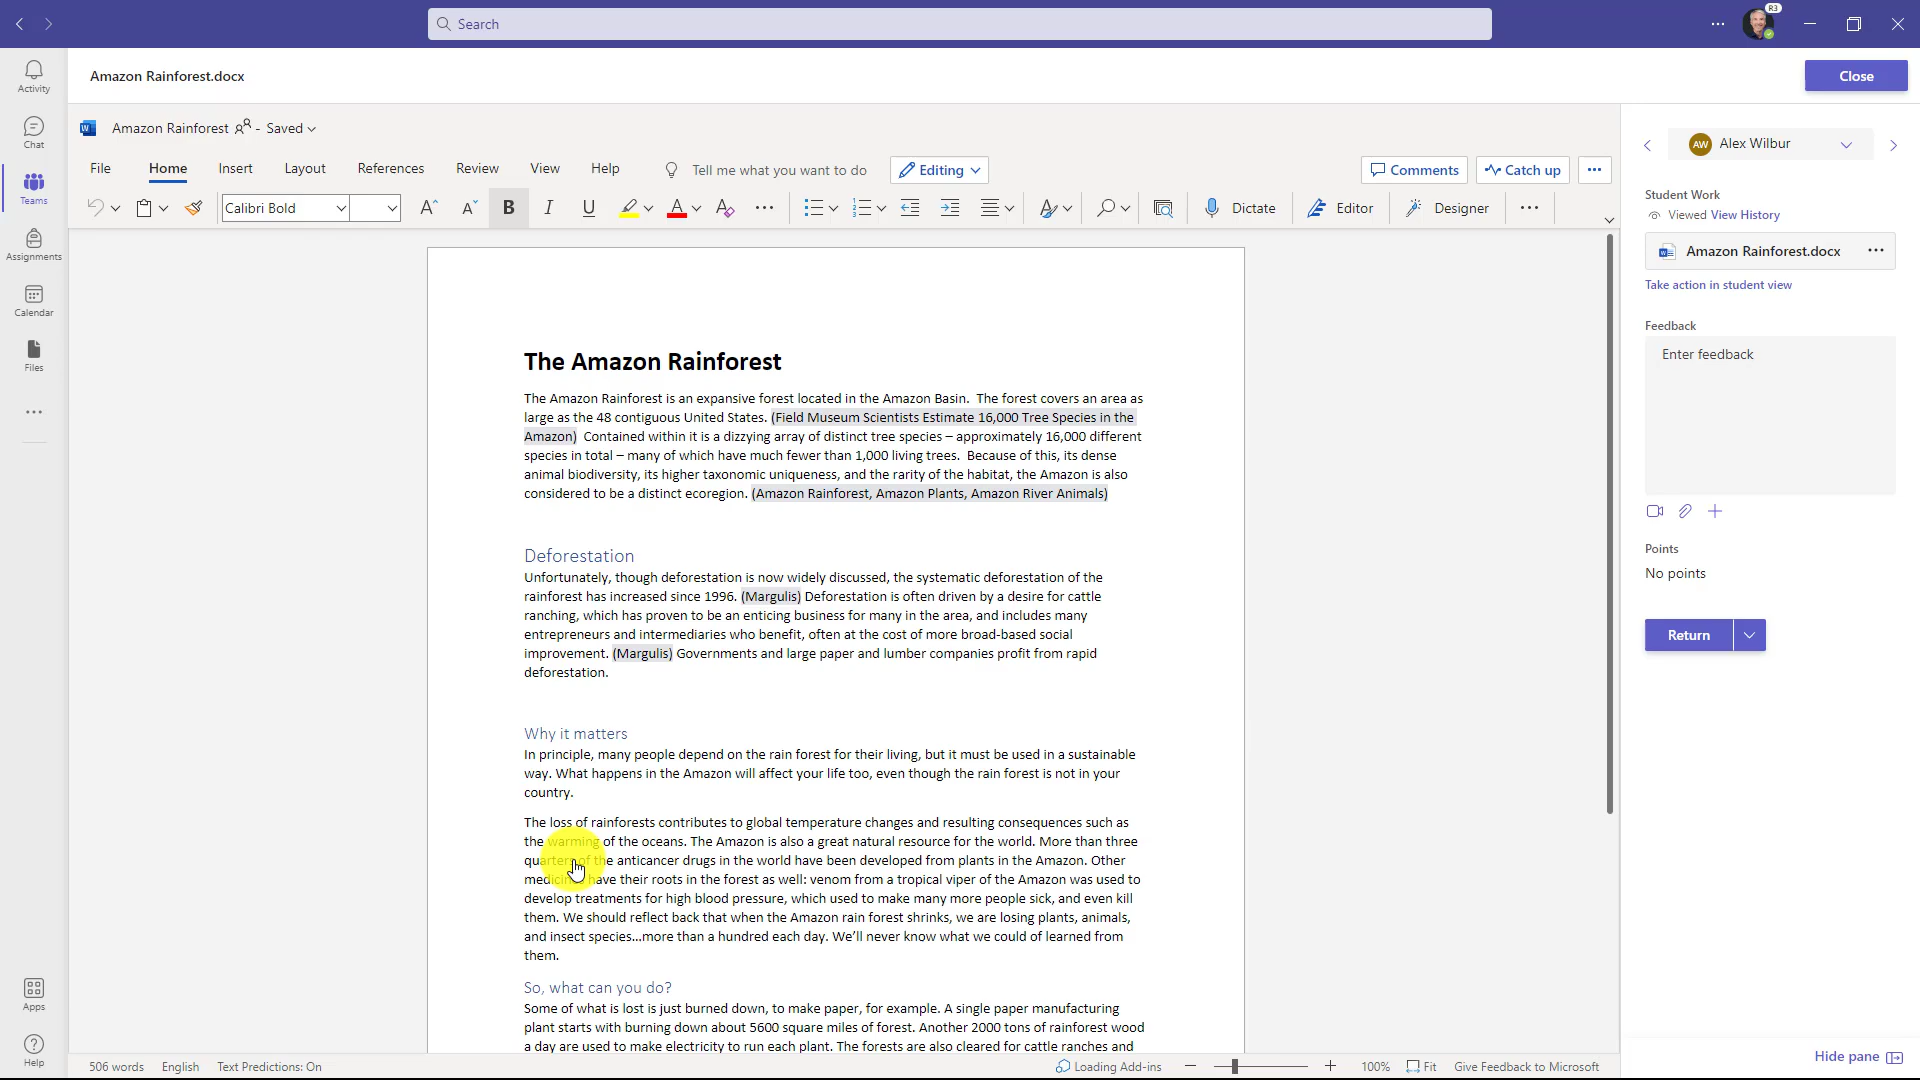 Search
R3
Activity
Chat
Teams
Assignments
Calendar
Files
Apps
Help
Amazon Rainforest.docx
Close
Amazon Rainforest - Saved
File Home Insert Layout References Review View Help Tell me what you want to do Editing Comments Catch up
Calibri Bold A A B I U A A Dictate Editor Designer
The Amazon Rainforest
The Amazon Rainforest is an expansive forest located in the Amazon Basin. The forest covers an area as
large as the 48 contiguous United States. (Field Museum Scientists Estimate 16,000 Tree Species in the
Amazon) Contained within it is a dizzying array of distinct tree species – approximately 16,000 different
species in total – many of which have much fewer than 1,000 living trees. Because of this, its dense
animal biodiversity, its higher taxonomic uniqueness, and the rarity of the habitat, the Amazon is also
considered to be a distinct ecoregion. (Amazon Rainforest, Amazon Plants, Amazon River Animals)
Deforestation
Unfortunately, though deforestation is now widely discussed, the systematic deforestation of the
rainforest has increased since 1996. (Margulis) Deforestation is often driven by a desire for cattle
ranching, which has proven to be an enticing business for many in the area, and includes many
entrepreneurs and intermediaries who benefit, often at the cost of more broad-based social
improvement. (Margulis) Governments and large paper and lumber companies profit from rapid
deforestation.
Why it matters
In principle, many people depend on the rain forest for their living, but it must be used in a sustainable
way. What happens in the Amazon will affect your life too, even though the rain forest is not in your
country.
The loss of rainforests contributes to global temperature changes and resulting consequences such as
the warming of the oceans. The Amazon is also a great natural resource for the world. More than three
quarters of the anticancer drugs in the world have been developed from plants in the Amazon. Other
medicines have their roots in the forest as well: venom from a tropical viper of the Amazon was used to
develop treatments for high blood pressure, which used to make many more people sick, and even kill
them. We should reflect back that when the Amazon rain forest shrinks, we are losing plants, animals,
and insect species…more than a hundred each day. We’ll never know what we could of learned from
them.
So, what can you do?
Some of what is lost is just burned down, to make paper, for example. A single paper manufacturing
plant starts with burning down about 5600 square miles of forest. Another 2000 tons of rainforest wood
a day are used to make electricity to run each plant. The forests are also cleared for cattle ranches and
506 words English Text Predictions: On Loading Add-ins 100% Fit Give Feedback to Microsoft
AW Alex Wilbur
Student Work
Viewed View History
Amazon Rainforest.docx
Take action in student view
Feedback
Enter feedback
Points
No points
Return
Hide pane